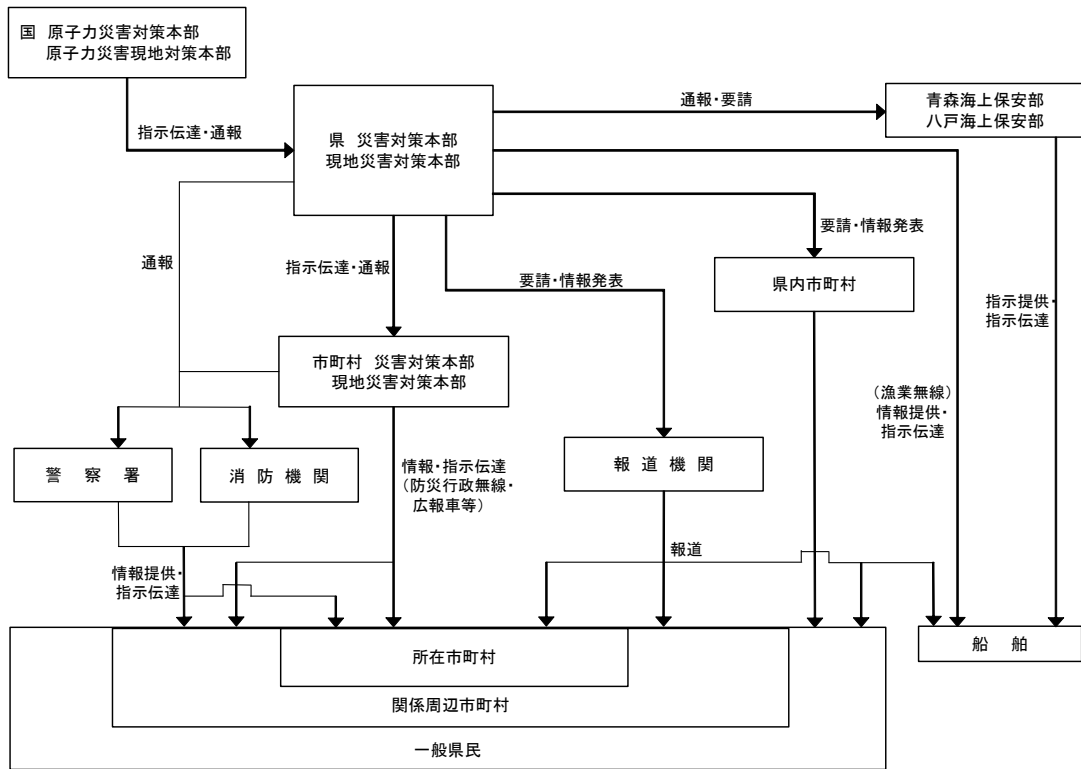 国 原子力災害対策本部
原子力災害現地対策本部
指示伝達・通報
県 災害対策本部
現地災害対策本部
通報・要請
青森海上保安部
八戸海上保安部
通報
指示伝達・通報
要請・情報発表
要請・情報発表
県内市町村
指示提供・
指示伝達
市町村 災害対策本部
現地災害対策本部
(漁業無線)
情報提供・
指示伝達
警察署
消防機関
情報・指示伝達
(防災行政無線・
広報車等)
報道機関
報道
情報提供・
指示伝達
所在市町村
関係周辺市町村
一般県民
船舶